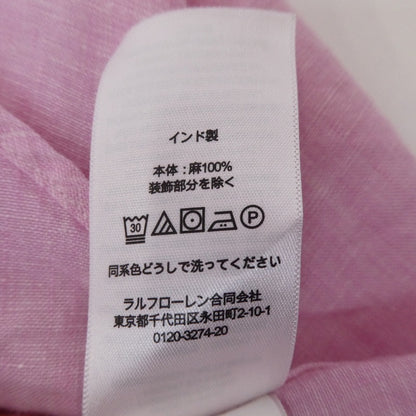 インド製
本体:麻100%
装飾部分を除く
30 P
同系色どうしで洗ってください
ラルフローレン合同会社
東京都千代田区永田町2-10-1
0120-3274-20